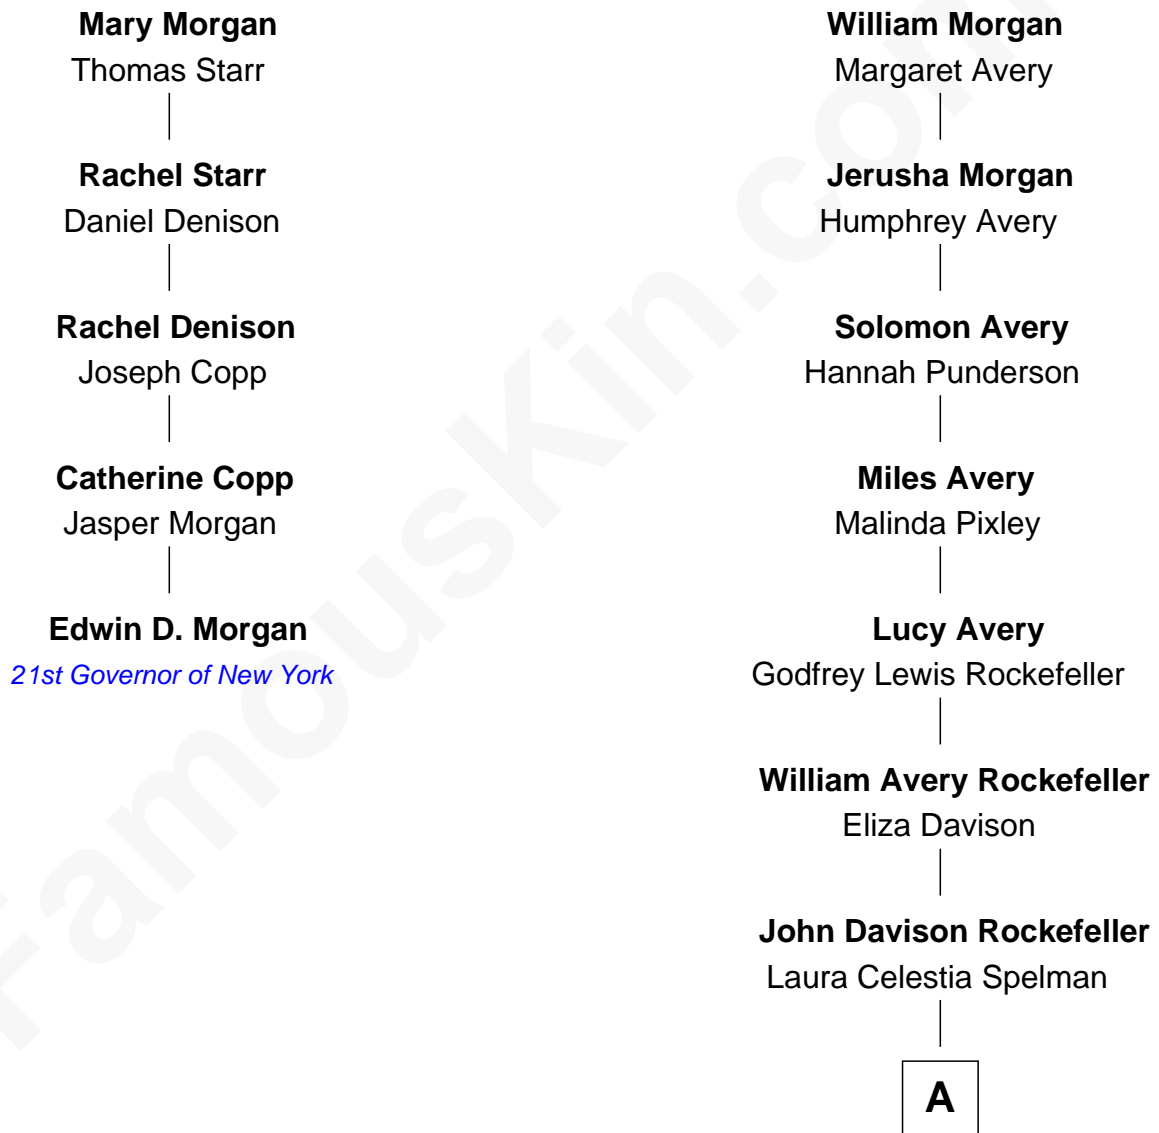 Mary Morgan
Thomas Starr
Rachel Starr
Daniel Denison
Rachel Denison
Joseph Copp
Catherine Copp
Jasper Morgan
Edwin D. Morgan
21st Governor of New York
William Morgan
Margaret Avery
Jerusha Morgan
Humphrey Avery
Solomon Avery
Hannah Punderson
Miles Avery
Malinda Pixley
Lucy Avery
Godfrey Lewis Rockefeller
William Avery Rockefeller
Eliza Davison
John Davison Rockefeller
Laura Celestia Spelman
A
FamousKin.com